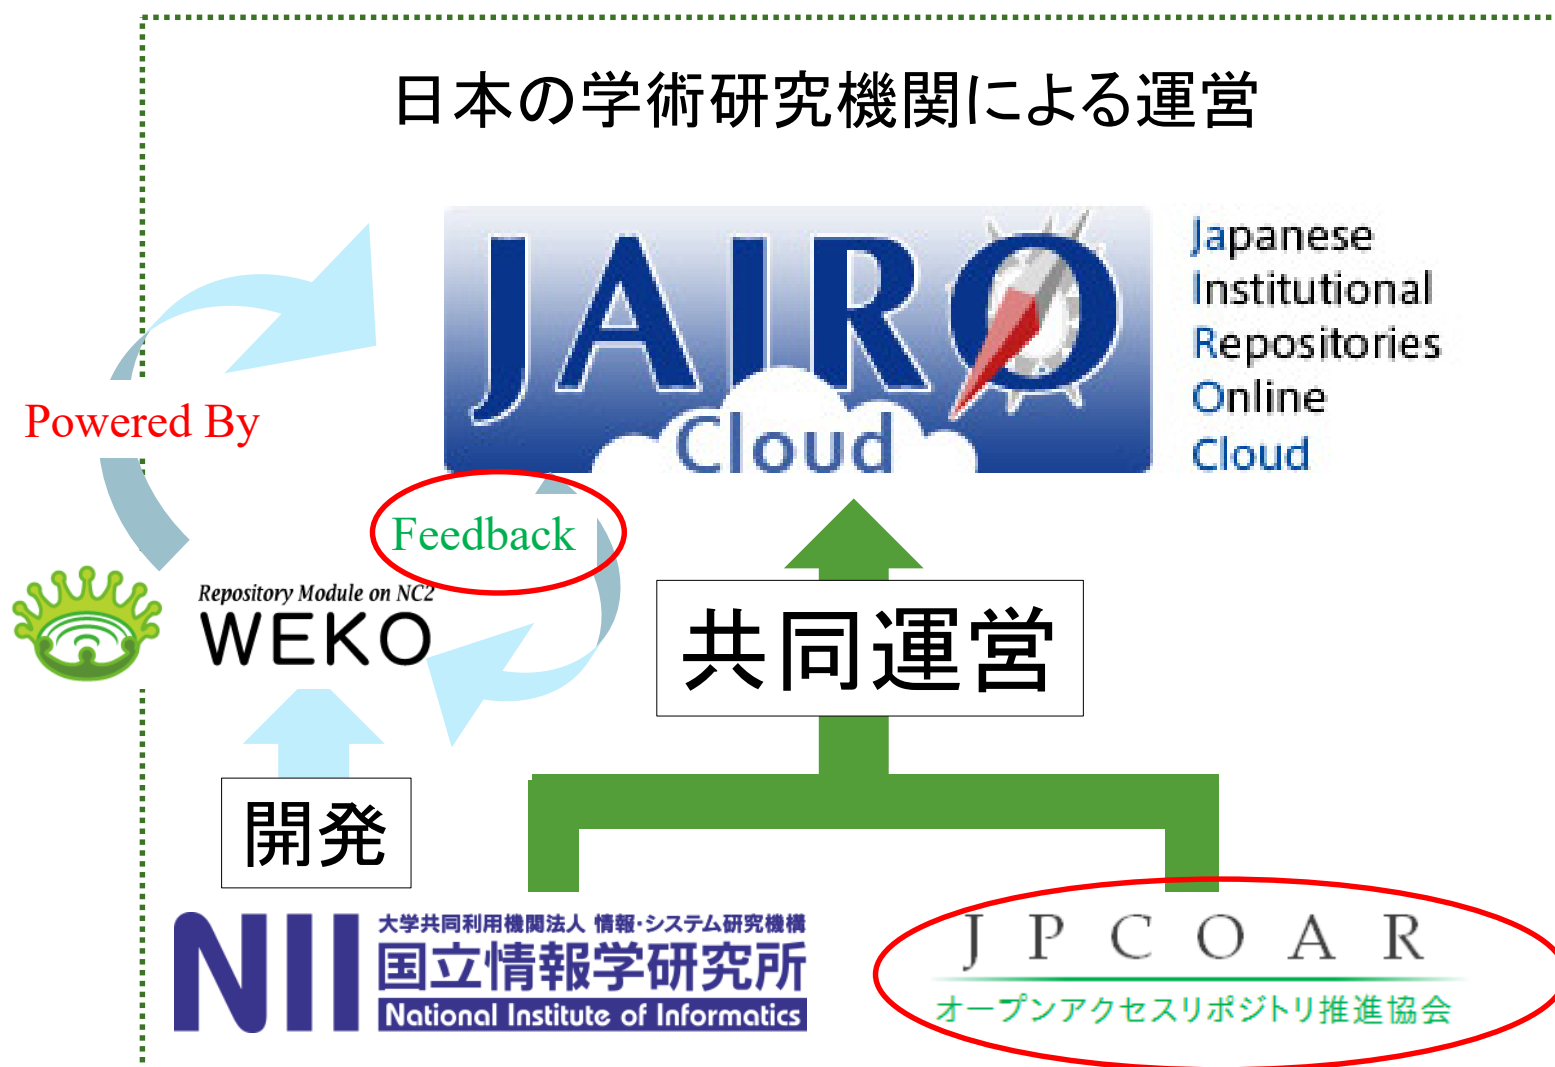 日本の学術研究機関による運営
JAIRO
Cloud
Japanese
Institutional
Repositories
Online
Cloud
Powered By
Feedback
Repository Module on NC2
WEKO
共同運営
開発
NII
大学共同利用機関法人 情報・システム研究機構
国立情報学研究所
National Institute of Informatics
JPCOAR
オープンアクセスリポジトリ推進協会